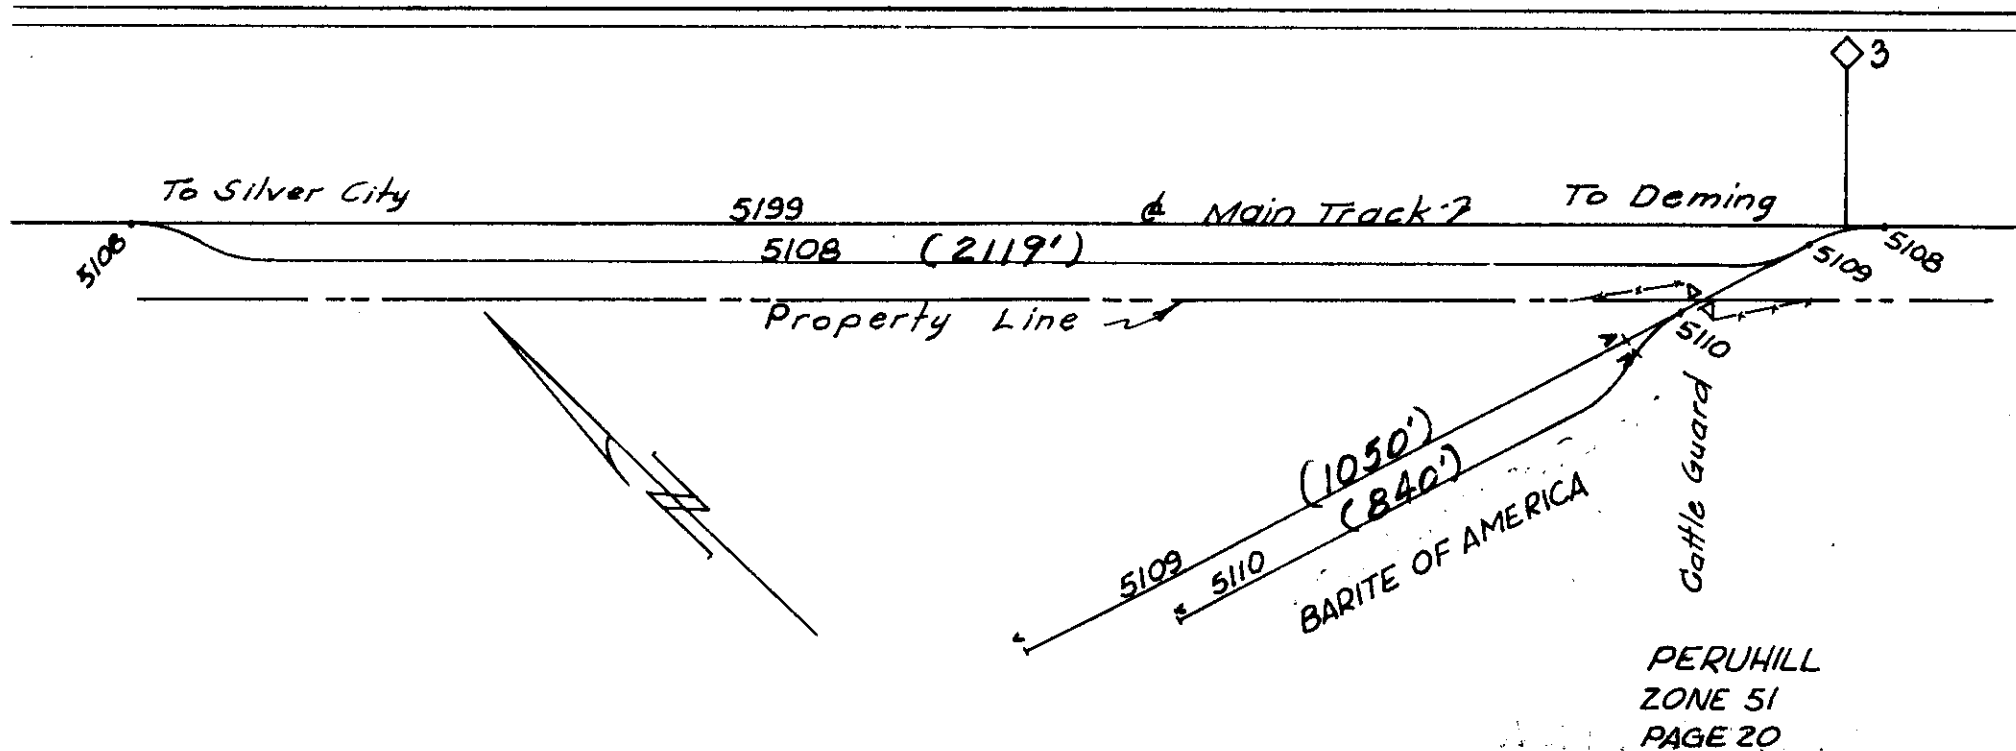 3
To Silver City
5199
℄ Main Track
To Deming
5108
5108 (2119')
5109
5108
Property Line
5110
Cattle Guard
(1050')
(840')
5109
5110
BARITE OF AMERICA
N
PERUHILL
ZONE 51
PAGE 20